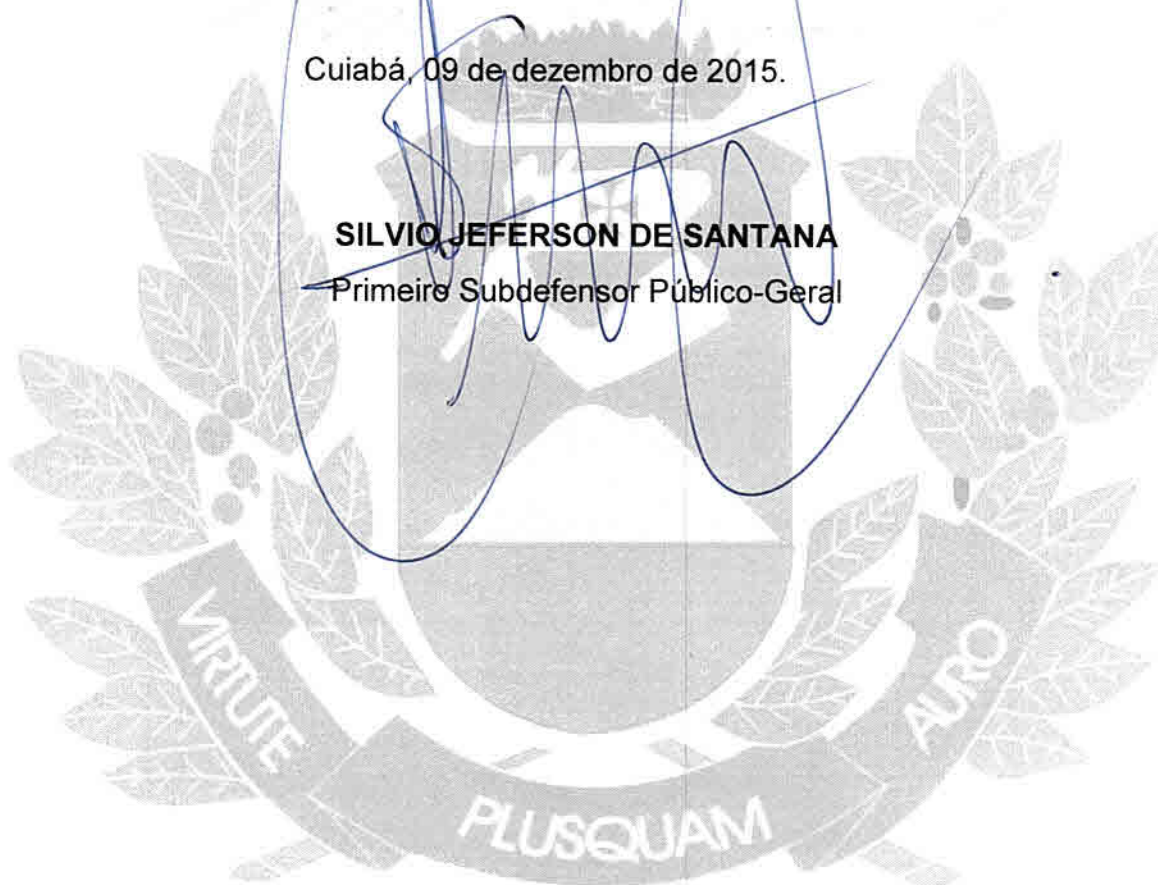 Cuiabá, 09 de dezembro de 2015.
SILVIO JEFERSON DE SANTANA
Primeiro Subdefensor Público-Geral
VIRTUTE PLUSQUAM AURO